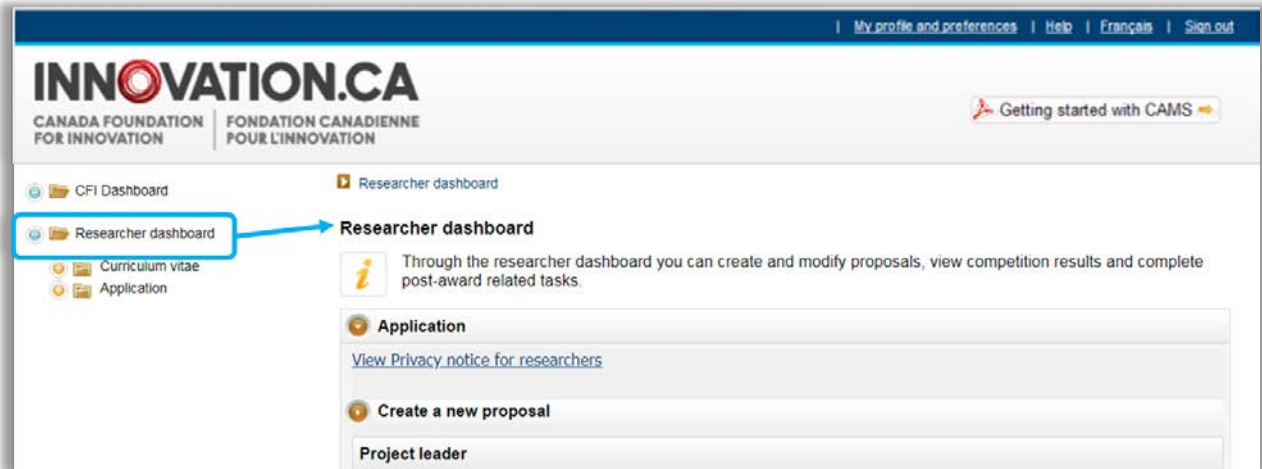 | My profile and preferences | Help | Français | Sign out
INNOVATION.CA
CANADA FOUNDATION
FOR INNOVATION
FONDATION CANADIENNE
POUR L'INNOVATION
Getting started with CAMS
CFI Dashboard
Researcher dashboard
Curriculum vitae
Application
Researcher dashboard
Researcher dashboard
Through the researcher dashboard you can create and modify proposals, view competition results and complete
post-award related tasks.
Application
View Privacy notice for researchers
Create a new proposal
Project leader